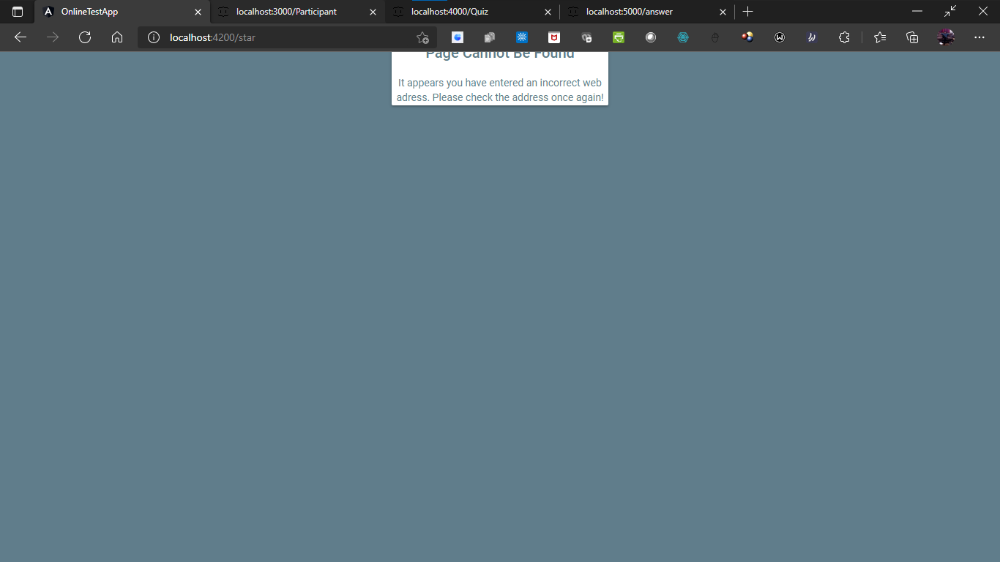 OnlineTestApp
localhost:3000/Participant
localhost:4000/Quiz
localhost:5000/answer
localhost:4200/star
Page Cannot Be Found
It appears you have entered an incorrect web
adress. Please check the address once again!